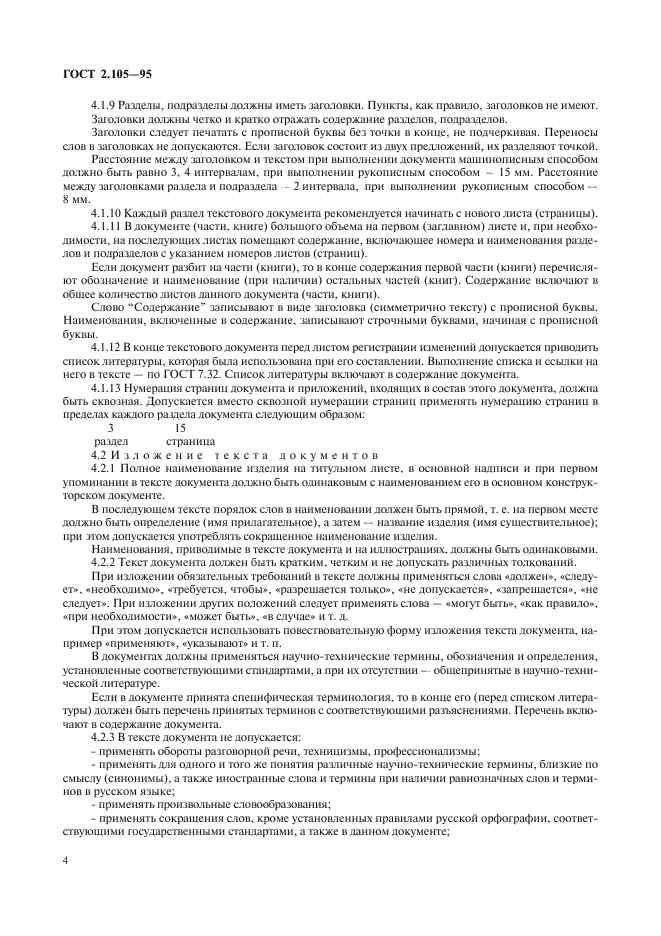 ГОСТ 2.105—95
4.1.9 Разделы, подразделы должны иметь заголовки. Пункты, как правило, заголовков не имеют.
Заголовки должны четко и кратко отражать содержание разделов, подразделов.
Заголовки следует печатать с прописной буквы без точки в конце, не подчеркивая. Переносы
слов в заголовках не допускаются. Если заголовок состоит из двух предложений, их разделяют точкой.
Расстояние между заголовком и текстом при выполнении документа машинописным способом
должно быть равно 3, 4 интервалам, при выполнении рукописным способом — 15 мм. Расстояние
между заголовками раздела и подраздела — 2 интервала, при выполнении рукописным способом —
8 мм.
4.1.10 Каждый раздел текстового документа рекомендуется начинать с нового листа (страницы).
4.1.11 В документе (части, книге) большого объема на первом (заглавном) листе и, при необхо-
димости, на последующих листах помещают содержание, включающее номера и наименования разде-
лов и подразделов с указанием номеров листов (страниц).
Если документ разбит на части (книги), то в конце содержания первой части (книги) перечисля-
ют обозначение и наименование (при наличии) остальных частей (книг). Содержание включают в
общее количество листов данного документа (части, книги).
Слово “Содержание” записывают в виде заголовка (симметрично тексту) с прописной буквы.
Наименования, включенные в содержание, записывают строчными буквами, начиная с прописной
буквы.
4.1.12 В конце текстового документа перед листом регистрации изменений допускается приводить
список литературы, которая была использована при его составлении. Выполнение списка и ссылки на
него в тексте — по ГОСТ 7.32. Список литературы включают в содержание документа.
4.1.13 Нумерация страниц документа и приложений, входящих в состав этого документа, должна
быть сквозная. Допускается вместо сквозной нумерации страниц применять нумерацию страниц в
пределах каждого раздела документа следующим образом:
3 15
раздел страница
4.2 Изложение текста документов
4.2.1 Полное наименование изделия на титульном листе, в основной надписи и при первом
упоминании в тексте документа должно быть одинаковым с наименованием его в основном конструк-
торском документе.
В последующем тексте порядок слов в наименовании должен быть прямой, т. е. на первом месте
должно быть определение (имя прилагательное), а затем — название изделия (имя существительное);
при этом допускается употреблять сокращенное наименование изделия.
Наименования, приводимые в тексте документа и на иллюстрациях, должны быть одинаковыми.
4.2.2 Текст документа должен быть кратким, четким и не допускать различных толкований.
При изложении обязательных требований в тексте должны применяться слова «должен», «следу-
ет», «необходимо», «требуется, чтобы», «разрешается только», «не допускается», «запрещается», «не
следует». При изложении других положений следует применять слова — «могут быть», «как правило»,
«при необходимости», «может быть», «в случае» и т. д.
При этом допускается использовать повествовательную форму изложения текста документа, на-
пример «применяют», «указывают» и т. п.
В документах должны применяться научно-технические термины, обозначения и определения,
установленные соответствующими стандартами, а при их отсутствии — общепринятые в научно-техни-
ческой литературе.
Если в документе принята специфическая терминология, то в конце его (перед списком литера-
туры) должен быть перечень принятых терминов с соответствующими разъяснениями. Перечень вклю-
чают в содержание документа.
4.2.3 В тексте документа не допускается:
- применять обороты разговорной речи, техницизмы, профессионализмы;
- применять для одного и того же понятия различные научно-технические термины, близкие по
смыслу (синонимы), а также иностранные слова и термины при наличии равнозначных слов и терми-
нов в русском языке;
- применять произвольные словообразования;
- применять сокращения слов, кроме установленных правилами русской орфографии, соответ-
ствующими государственными стандартами, а также в данном документе;
4